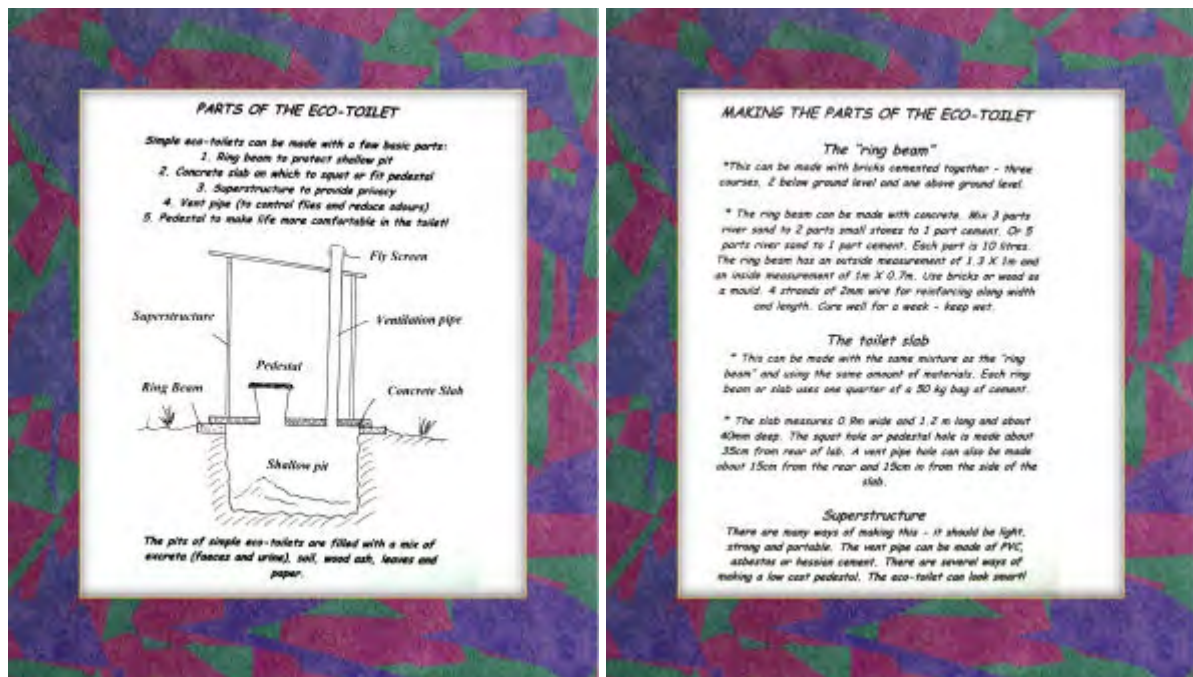 PARTS OF THE ECO-TOILET
Simple eco-toilets can be made with a few basic parts:
1. Ring beam to protect shallow pit
2. Concrete slab on which to squat or fit pedestal
3. Superstructure to provide privacy
4. Vent pipe (to control flies and reduce odours)
5. Pedestal to make life more comfortable in the toilet!
Fly Screen
Superstructure
Ventilation pipe
Pedestal
Ring Beam
Concrete Slab
Shallow pit
The pits of simple eco-toilets are filled with a mix of
excreta (faeces and urine), soil, wood ash, leaves and
paper.
MAKING THE PARTS OF THE ECO-TOILET
The "ring beam"
*This can be made with bricks cemented together - three
courses, 2 below ground level and one above ground level.
* The ring beam can be made with concrete. Mix 3 parts
river sand to 2 parts small stones to 1 part cement. Or 5
parts river sand to 1 part cement. Each part is 10 litres.
The ring beam has an outside measurement of 1.3 X 1m and
an inside measurement of 1m X 0.7m. Use bricks or wood as
a mould. 4 strands of 2mm wire for reinforcing along width
and length. Cure well for a week - keep wet.
The toilet slab
* This can be made with the same mixture as the "ring
beam" and using the same amount of materials. Each ring
beam or slab uses one quarter of a 50 kg bag of cement.
* The slab measures 0.9m wide and 1.2 m long and about
40mm deep. The squat hole or pedestal hole is made about
35cm from rear of lab. A vent pipe hole can also be made
about 15cm from the rear and 15cm in from the side of the
slab.
Superstructure
There are many ways of making this - it should be light,
strong and portable. The vent pipe can be made of PVC,
asbestos or hessian cement. There are several ways of
making a low cost pedestal. The eco-toilet can look smart!